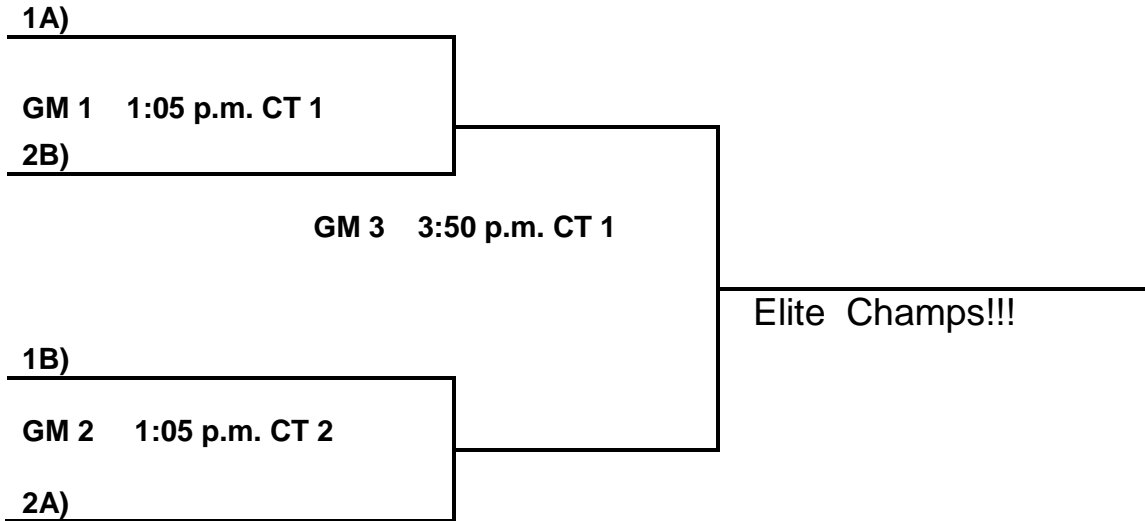 1A)
GM 1 1:05 p.m. CT 1
2B)
GM 3 3:50 p.m. CT 1
Elite Champs!!!
1B)
GM 2 1:05 p.m. CT 2
2A)